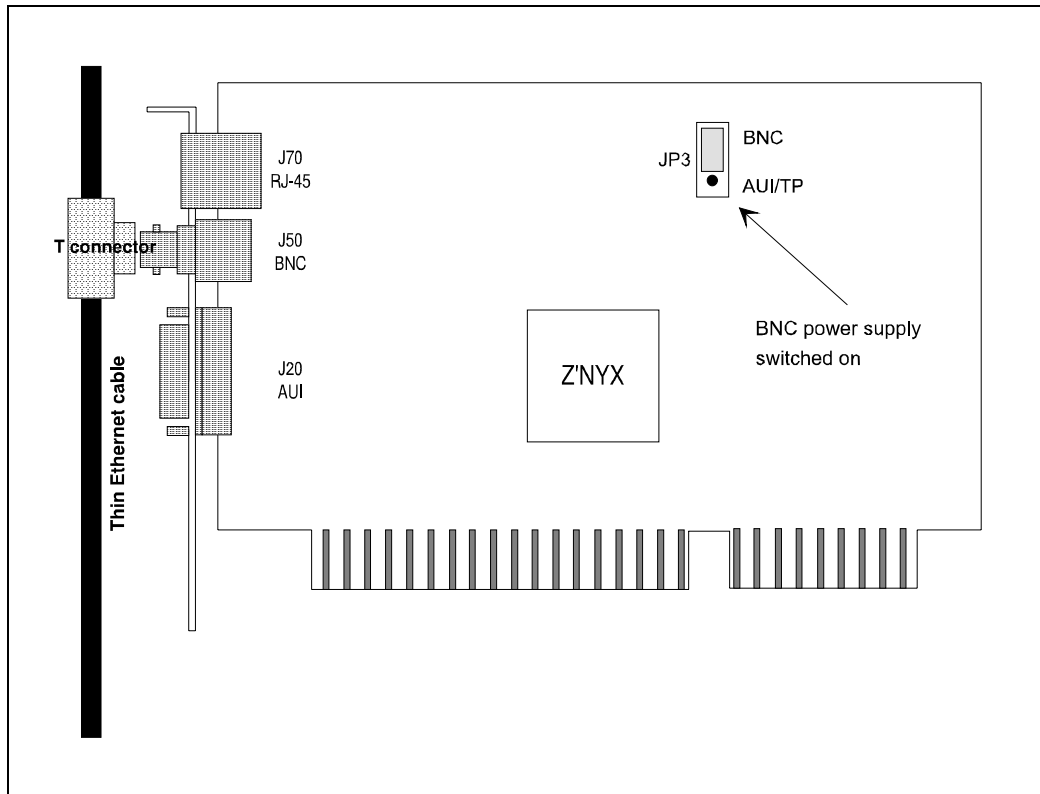 J70
RJ-45
T connector
J50
BNC
J20
AUI
Thin Ethernet cable
JP3
BNC
AUI/TP
BNC power supply
switched on
Z'NYX